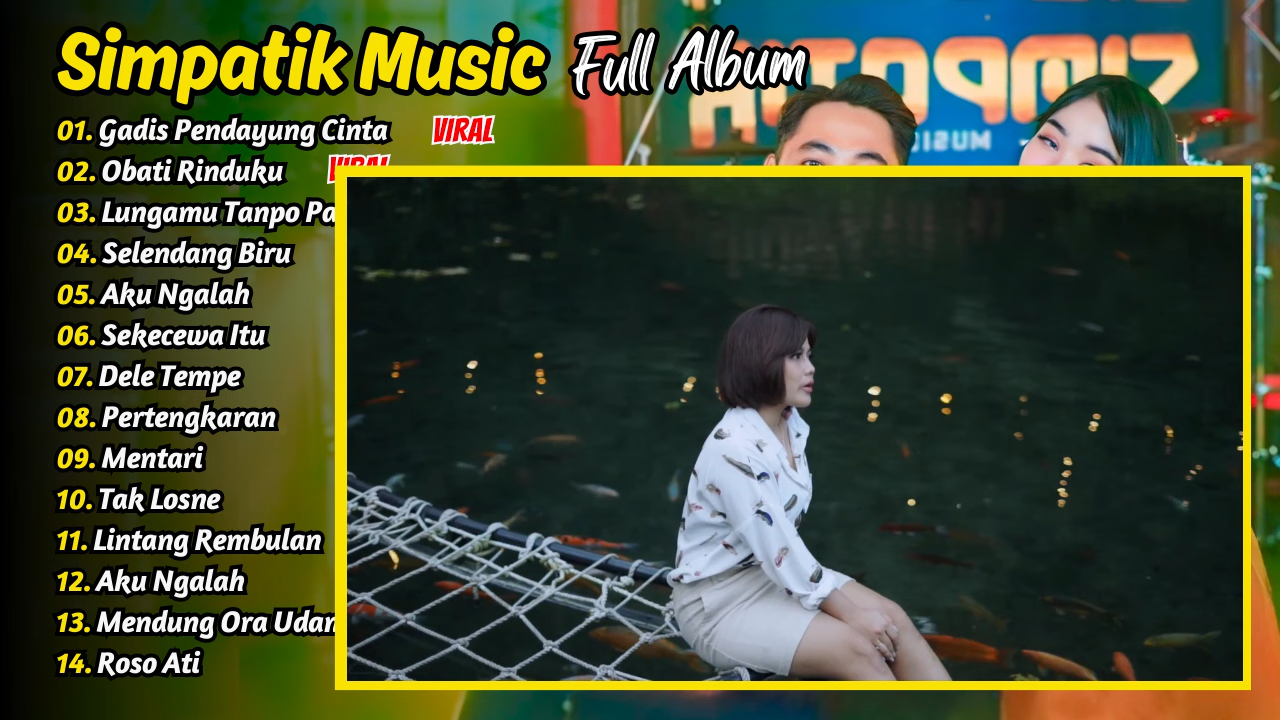 Simpatik Music Full Album
01. Gadis Pendayung Cinta VIRAL
02. Obati Rinduku VIRAL
03. Lungamu Tanpo
04. Selendang Biru
05. Aku Ngalah
06. Sekecewa Itu
07. Dele Tempe
08. Pertengkaran
09. Mentari
10. Tak Losne
11. Lintang Rembulan
12. Aku Ngalah
13. Mendung Ora
14. Roso Ati